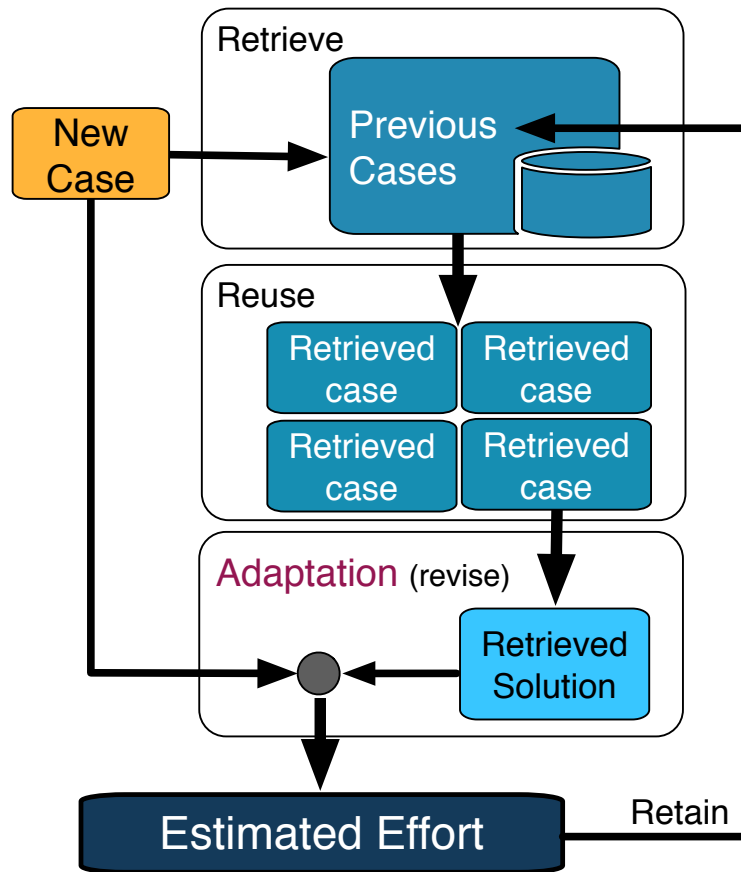 Retrieve
New
Case
Previous
Cases
Reuse
Retrieved
case
Retrieved
case
Retrieved
case
Retrieved
case
Adaptation (revise)
Retrieved
Solution
Estimated Effort
Retain